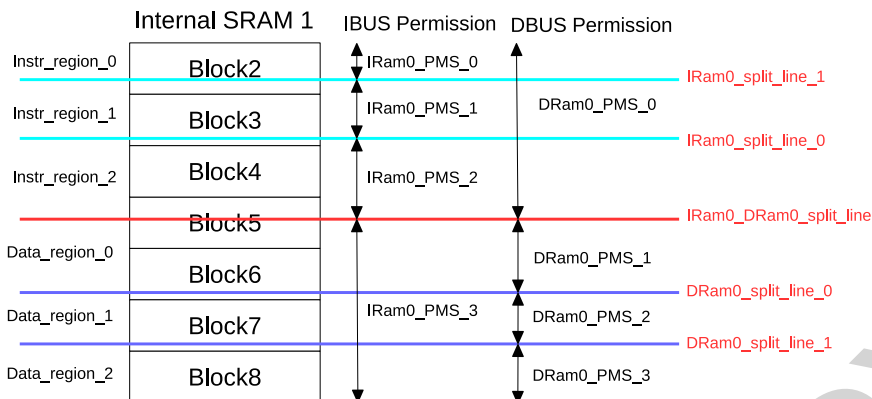 Internal SRAM 1 IBUS Permission DBUS Permission
Instr_region_0 Block2 IRam0_PMS_0
IRam0_split_line_1
Instr_region_1 Block3 IRam0_PMS_1 DRam0_PMS_0
IRam0_split_line_0
Instr_region_2 Block4 IRam0_PMS_2
Block5 IRam0_DRam0_split_line
Data_region_0 Block6 DRam0_PMS_1
DRam0_split_line_0
Data_region_1 Block7 IRam0_PMS_3 DRam0_PMS_2
DRam0_split_line_1
Data_region_2 Block8 DRam0_PMS_3